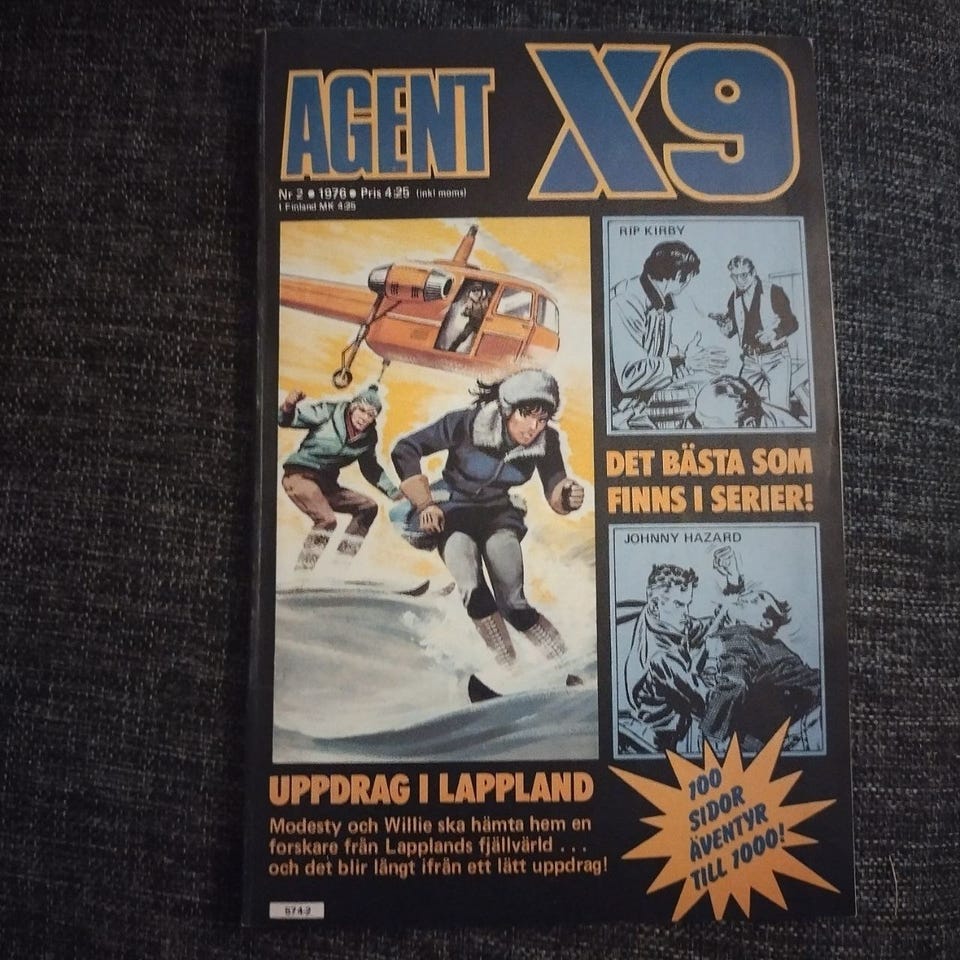 AGENT X9
Nr 2 • 1976 • Pris 4:25 (inkl moms)
I Finland MK 4:25
RIP KIRBY
DET BÄSTA SOM
FINNS I SERIER!
JOHNNY HAZARD
UPPDRAG I LAPPLAND
Modesty och Willie ska hämta hem en
forskare från Lapplands fjällvärld ...
och det blir långt ifrån ett lätt uppdrag!
100
SIDOR
ÄVENTYR
TILL 1000!